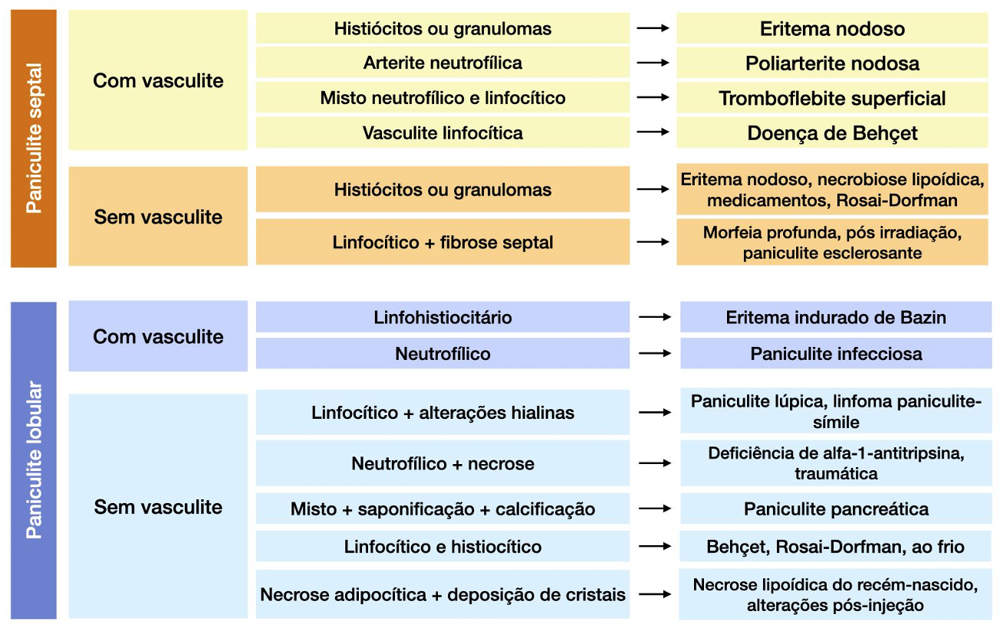 Paniculite septal
Com vasculite
Histiócitos ou granulomas
Eritema nodoso
Arterite neutrofílica
Poliarterite nodosa
Misto neutrofílico e linfocítico
Tromboflebite superficial
Vasculite linfocítica
Doença de Behçet
Sem vasculite
Histiócitos ou granulomas
Eritema nodoso, necrobiose lipoídica,
medicamentos, Rosai-Dorfman
Linfocítico + fibrose septal
Morfeia profunda, pós irradiação,
paniculite esclerosante
Paniculite lobular
Com vasculite
Linfohistiocitário
Eritema indurado de Bazin
Neutrofílico
Paniculite infecciosa
Sem vasculite
Linfocítico + alterações hialinas
Paniculite lúpica, linfoma paniculite-
símile
Neutrofílico + necrose
Deficiência de alfa-1-antitripsina,
traumática
Misto + saponificação + calcificação
Paniculite pancreática
Linfocítico e histiocítico
Behçet, Rosai-Dorfman, ao frio
Necrose adipocítica + deposição de cristais
Necrose lipoídica do recém-nascido,
alterações pós-injeção